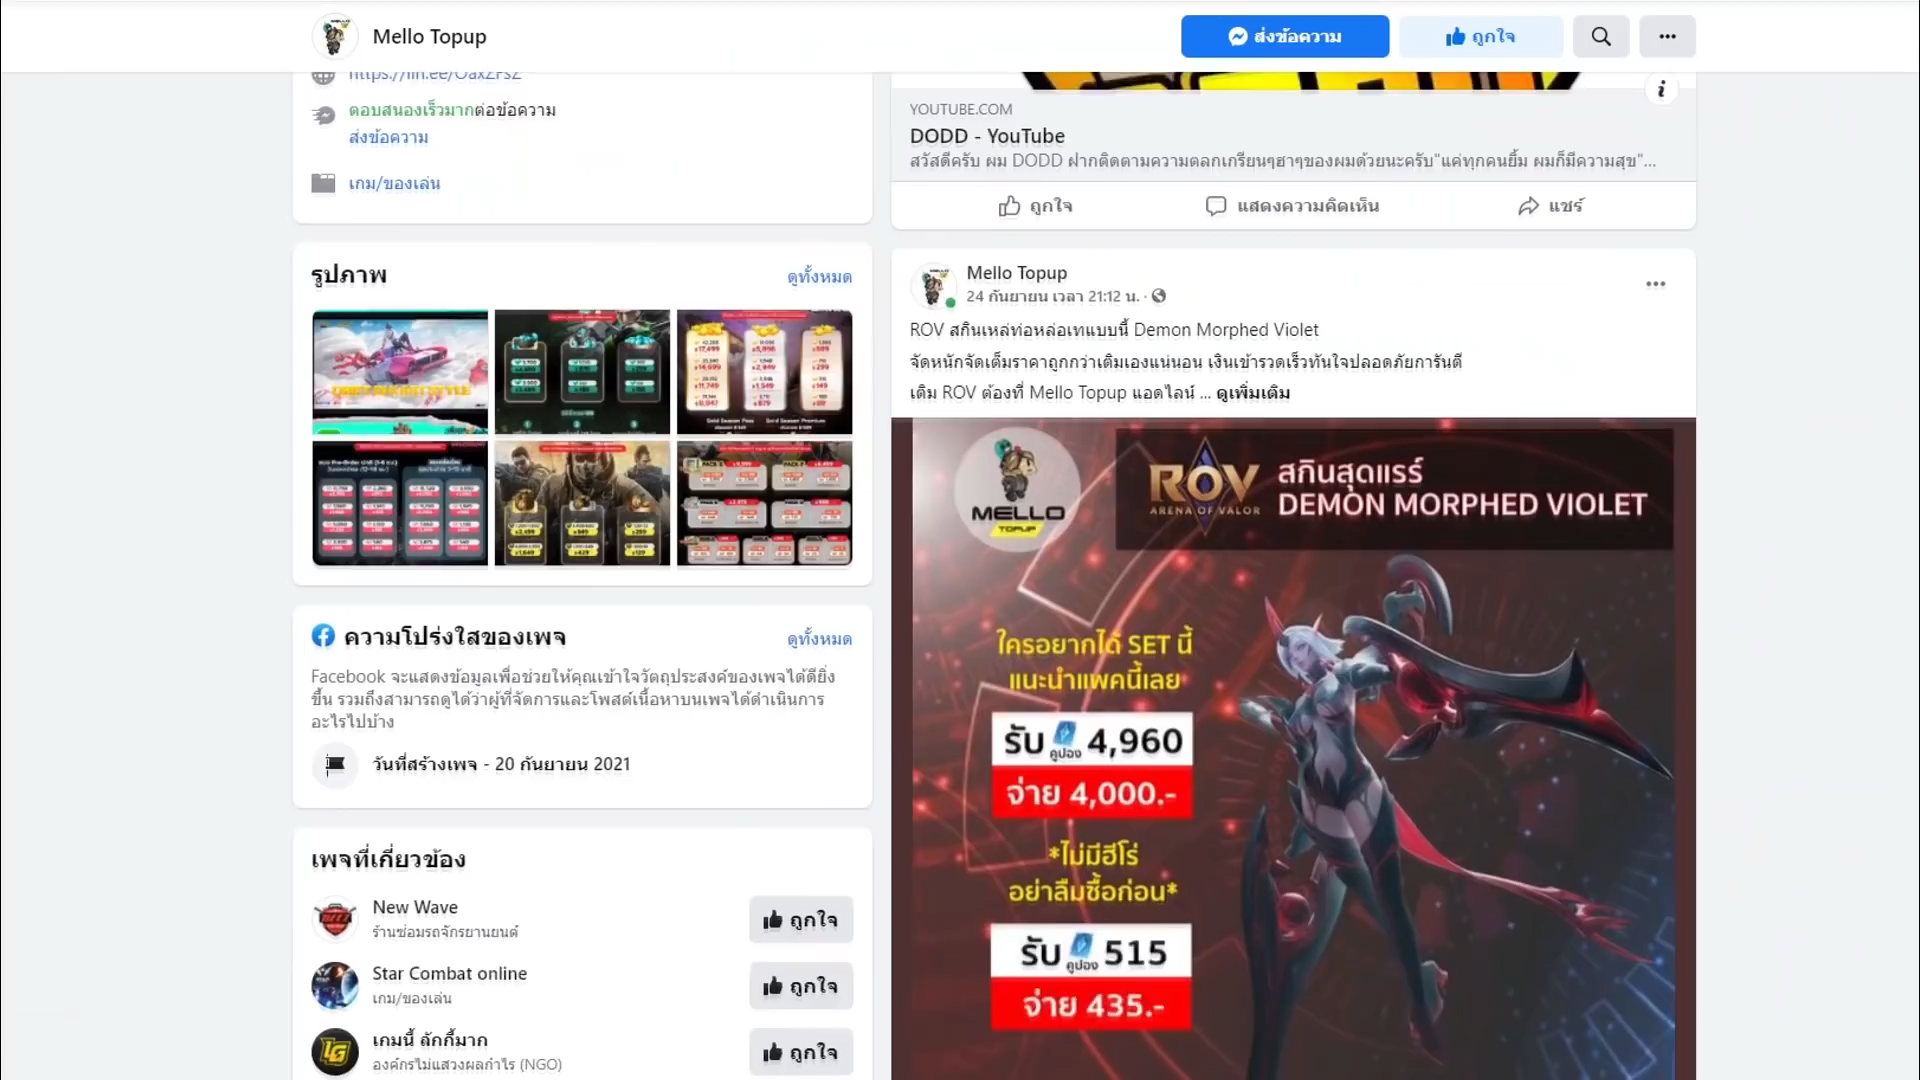 Mello Topup
ส่งข้อความ
ถูกใจ
https://lin.ee/OaxZFsZ
ตอบสนองเร็วมากต่อข้อความ
ส่งข้อความ
เกม/ของเล่น
รูปภาพ
ดูทั้งหมด
ความโปร่งใสของเพจ
ดูทั้งหมด
Facebook จะแสดงข้อมูลเพื่อช่วยให้คุณเข้าใจวัตถุประสงค์ของเพจได้ดียิ่ง
ขึ้น รวมถึงสามารถดูได้ว่าผู้ที่จัดการและโพสต์เนื้อหาบนเพจได้ดำเนินการ
อะไรไปบ้าง
วันที่สร้างเพจ - 20 กันยายน 2021
เพจที่เกี่ยวข้อง
New Wave
ร้านซ่อมรถจักรยานยนต์
ถูกใจ
Star Combat online
เกม/ของเล่น
ถูกใจ
เกมนี้ ลักกี้มาก
องค์กรไม่แสวงผลกำไร (NGO)
ถูกใจ
YOUTUBE.COM
DODD - YouTube
สวัสดีครับ ผม DODD ฝากติดตามความตลกเกรียนๆฮาๆของผมด้วยนะครับ"แค่ทุกคนยิ้ม ผมก็มีความสุข"...
ถูกใจ
แสดงความคิดเห็น
แชร์
Mello Topup
24 กันยายน เวลา 21:12 น. ·
ROV สกินเหล่ท่อหล่อเทแบบนี้ Demon Morphed Violet
จัดหนักจัดเต็มราคาถูกกว่าเติมเองแน่นอน เงินเข้ารวดเร็วทันใจปลอดภัยการันตี
เติม ROV ต้องที่ Mello Topup แอดไลน์ ... ดูเพิ่มเติม
MELLO
TOPUP
ROV
ARENA OF VALOR
สกินสุดแรร์
DEMON MORPHED VIOLET
ใครอยากได้ SET นี้
แนะนำแพคนี้เลย
รับ คูปอง 4,960
จ่าย 4,000.-
*ไม่มีฮีโร่
อย่าลืมซื้อก่อน*
รับ คูปอง 515
จ่าย 435.-